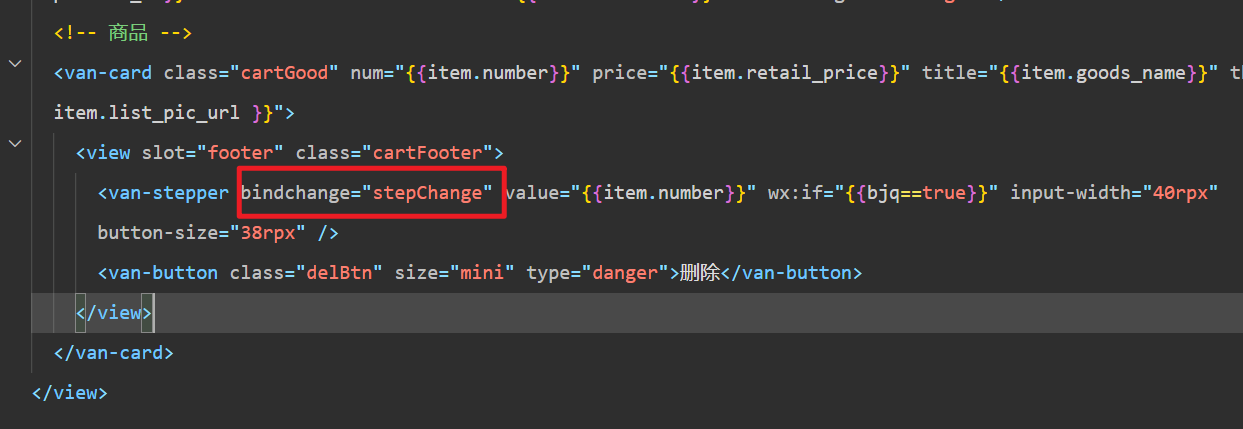 <!-- 商品 -->
<van-card class="cartGood" num="{{item.number}}" price="{{item.retail_price}}" title="{{item.goods_name}}" th
item.list_pic_url }}">
<view slot="footer" class="cartFooter">
<van-stepper bindchange="stepChange" value="{{item.number}}" wx:if="{{bjq==true}}" input-width="40rpx"
button-size="38rpx" />
<van-button class="delBtn" size="mini" type="danger">删除</van-button>
</view>
</van-card>
</view>